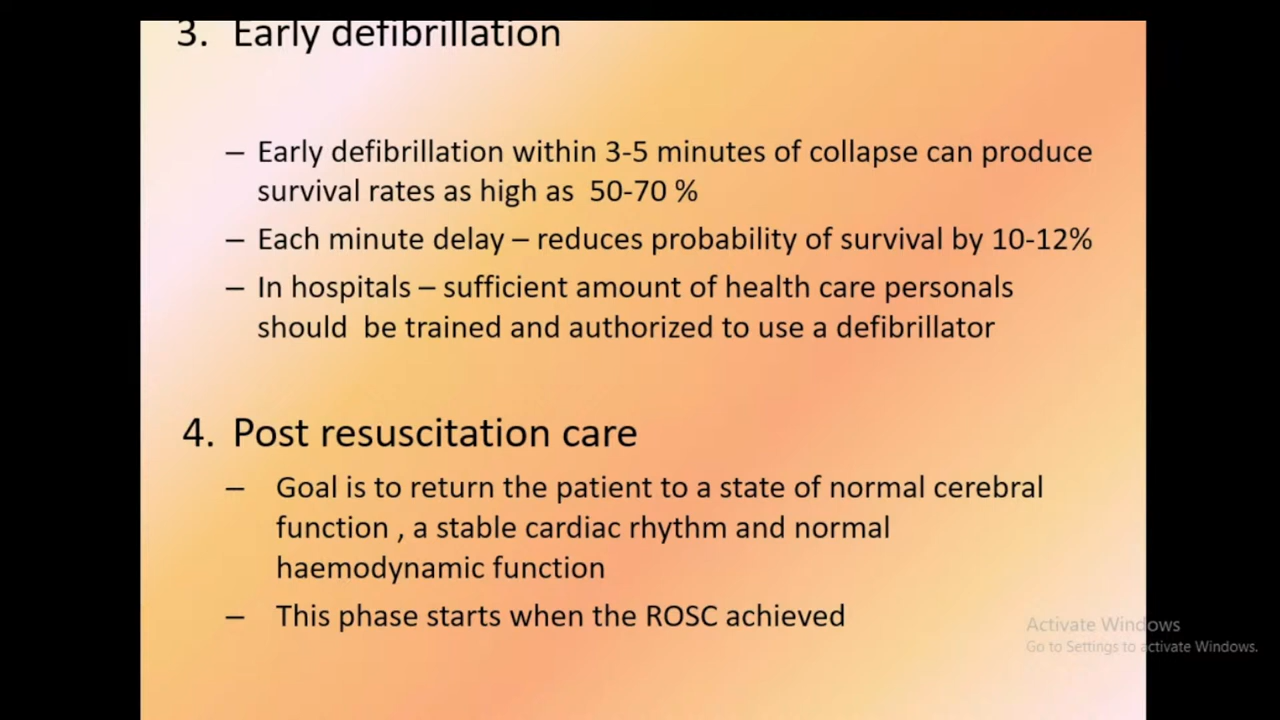 3. Early defibrillation
– Early defibrillation within 3-5 minutes of collapse can produce
survival rates as high as 50-70 %
– Each minute delay – reduces probability of survival by 10-12%
– In hospitals – sufficient amount of health care personals
should be trained and authorized to use a defibrillator
4. Post resuscitation care
– Goal is to return the patient to a state of normal cerebral
function , a stable cardiac rhythm and normal
haemodynamic function
– This phase starts when the ROSC achieved
Activate Windows
Go to Settings to activate Windows.